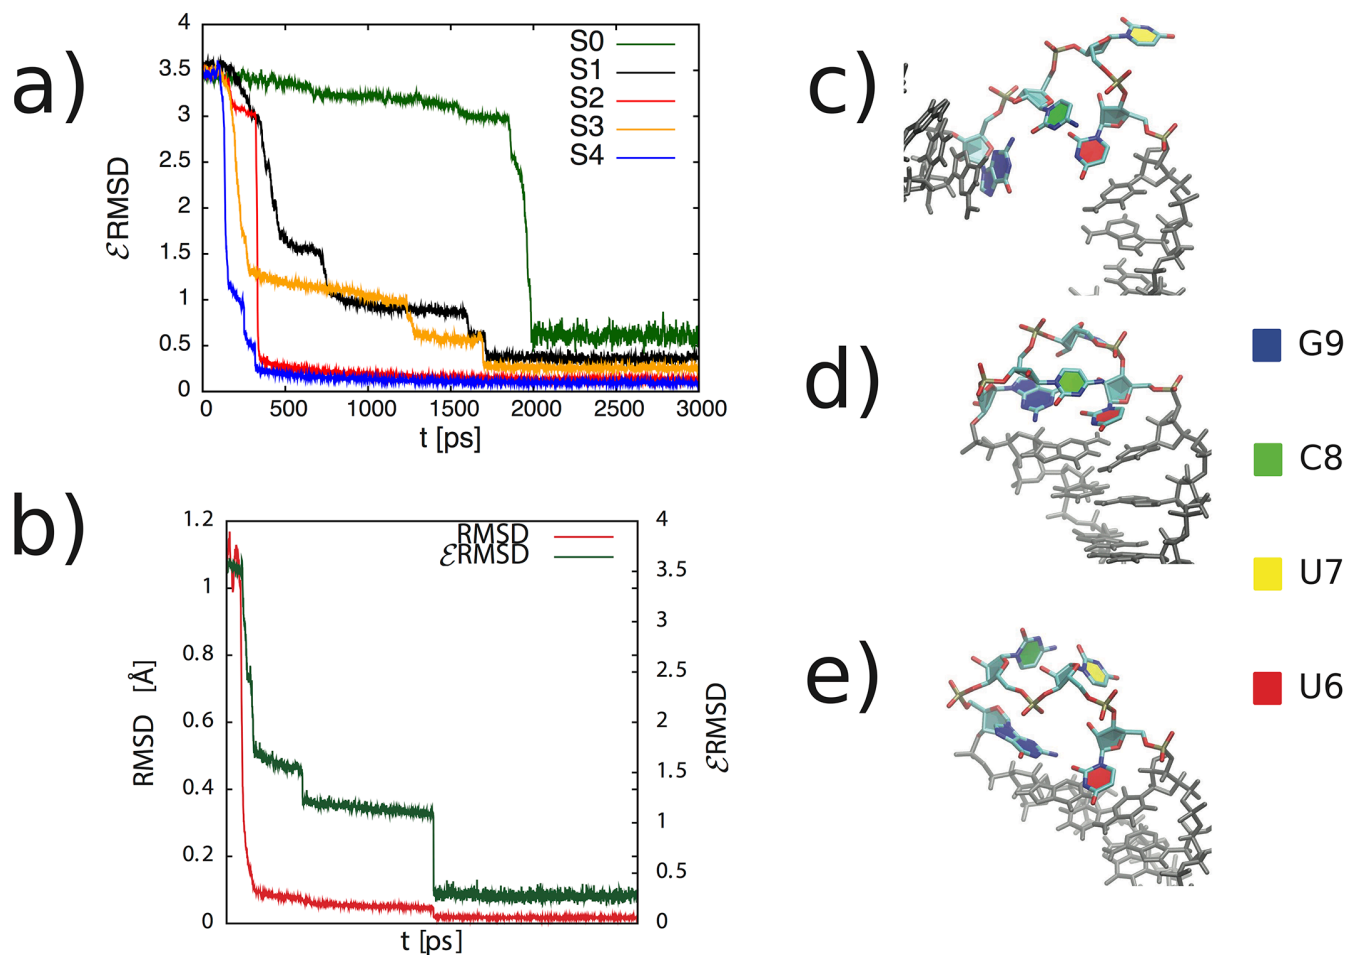 a)
4
3.5
3
2.5
2
1.5
1
0.5
0
ℰRMSD
S0
S1
S2
S3
S4
0 500 1000 1500 2000 2500 3000
t [ps]
b)
1.2
1
0.8
0.6
0.4
0.2
0
RMSD [Å]
RMSD
ℰRMSD
4
3.5
3
2.5
2
1.5
1
0.5
0
ℰRMSD
t [ps]
c)
d)
e)
G9
C8
U7
U6